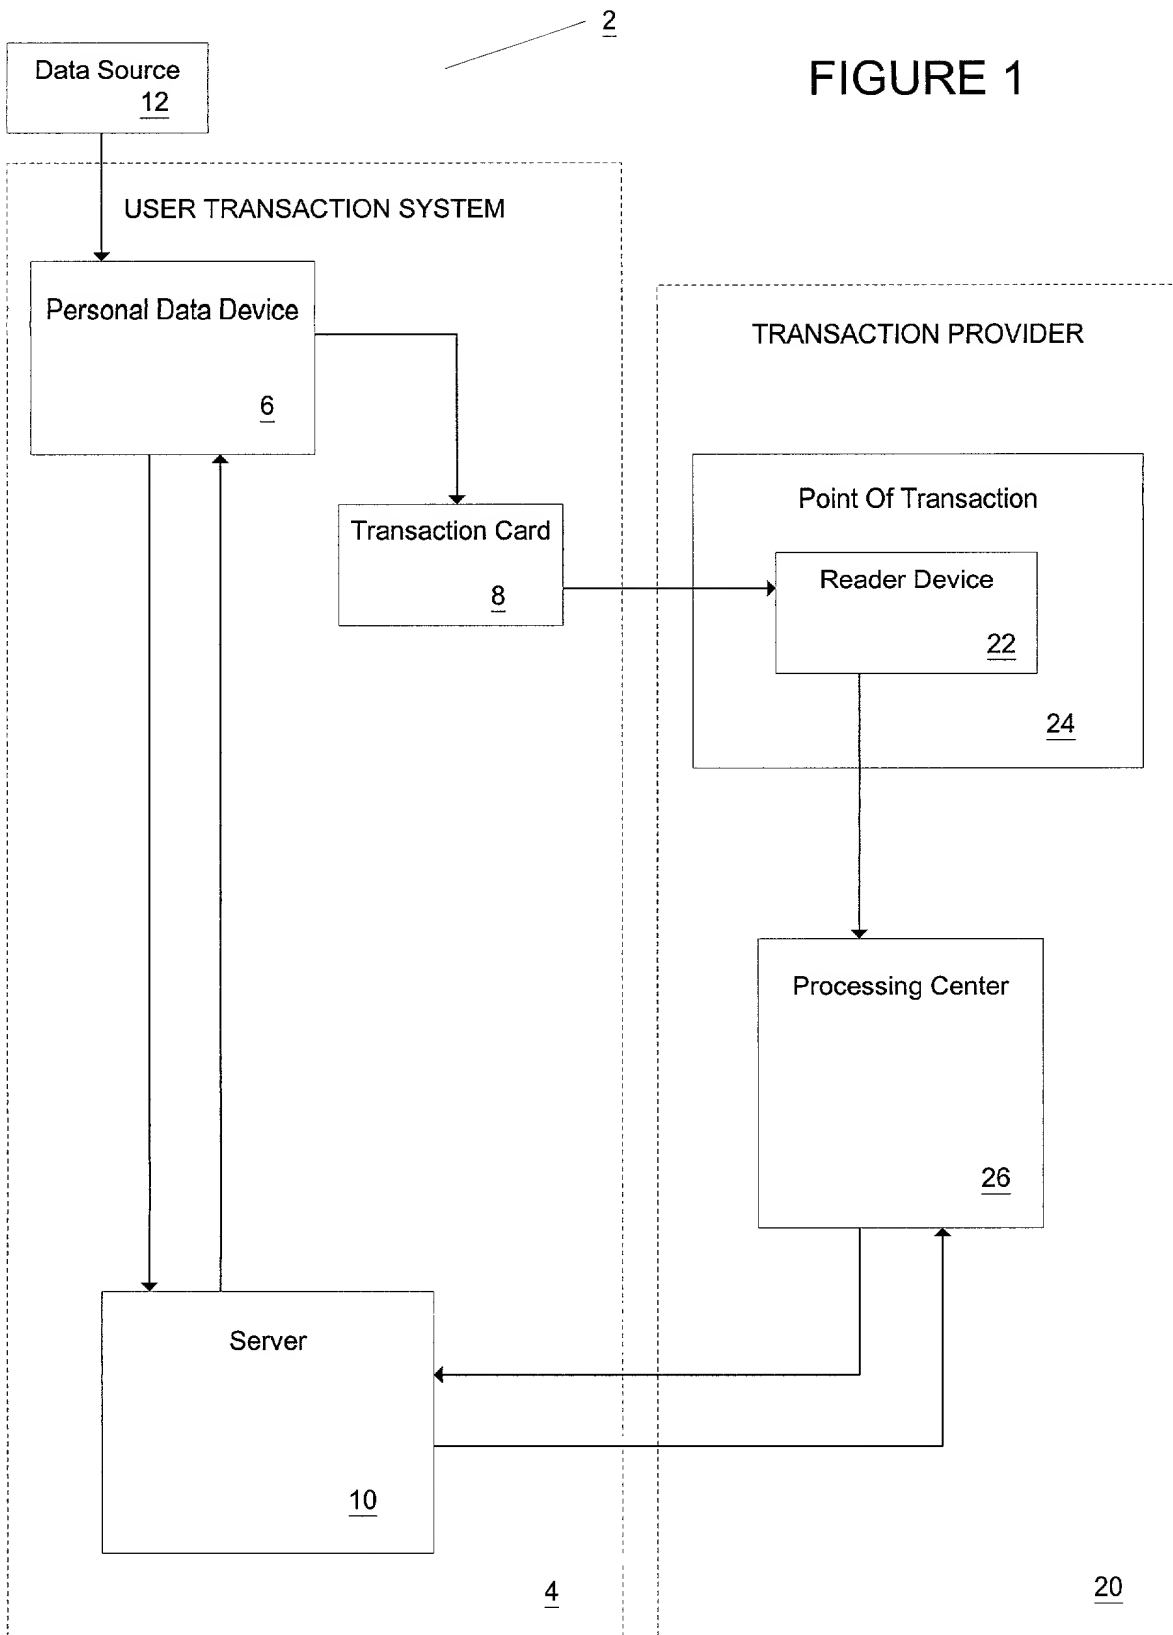 2
FIGURE 1
Data Source
12
USER TRANSACTION SYSTEM
Personal Data Device
6
TRANSACTION PROVIDER
Transaction Card
8
Point Of Transaction
Reader Device
22
24
Processing Center
26
Server
10
4
20